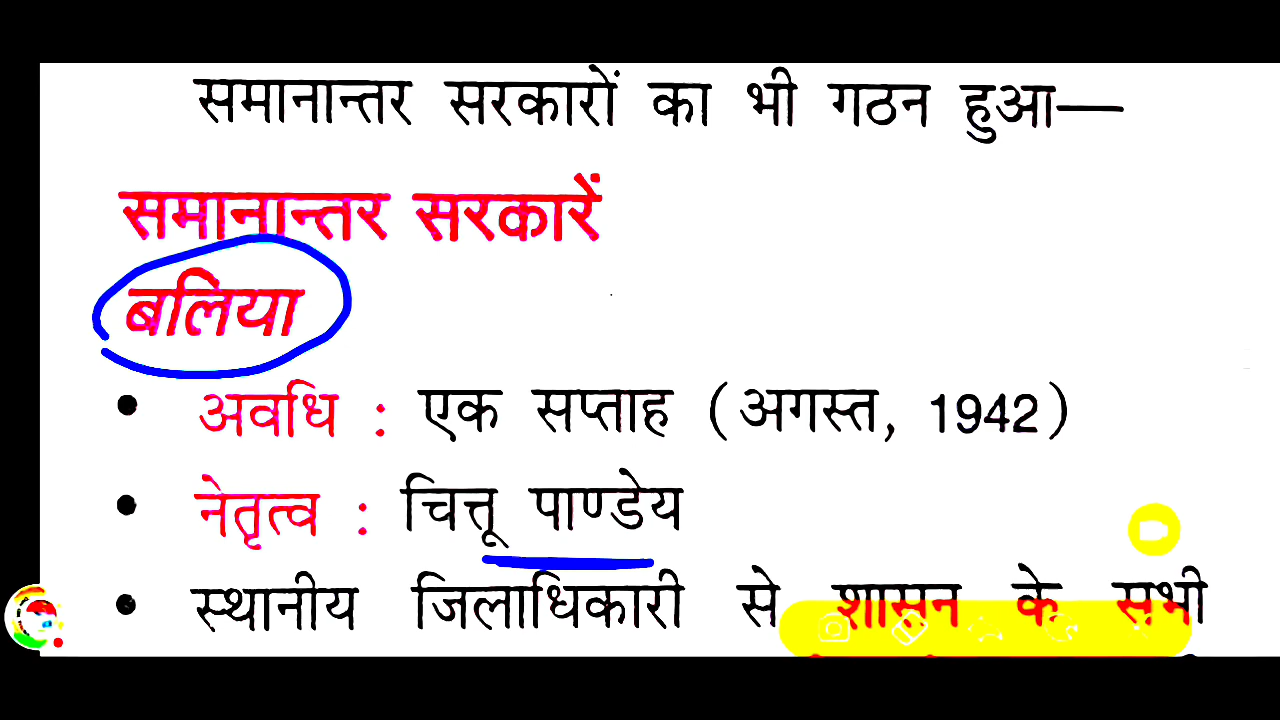 समानान्तर सरकारों का भी गठन हुआ—
समानान्तर सरकारें
बलिया
• अवधि : एक सप्ताह (अगस्त, 1942)
• नेतृत्व : चित्तू पाण्डेय
• स्थानीय जिलाधिकारी से शासन के सभी